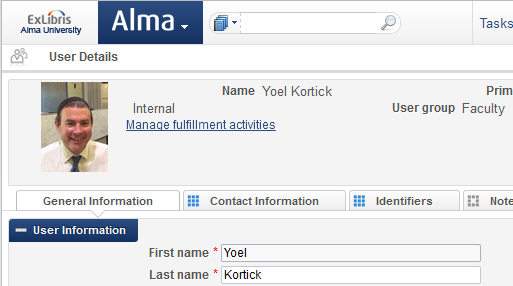 ExLibris
Alma University
Alma
Tasks
User Details
Name Yoel Kortick
Prim
Internal
User group Faculty
Manage fulfillment activities
General Information
Contact Information
Identifiers
Note
User Information
First name * Yoel
Last name * Kortick